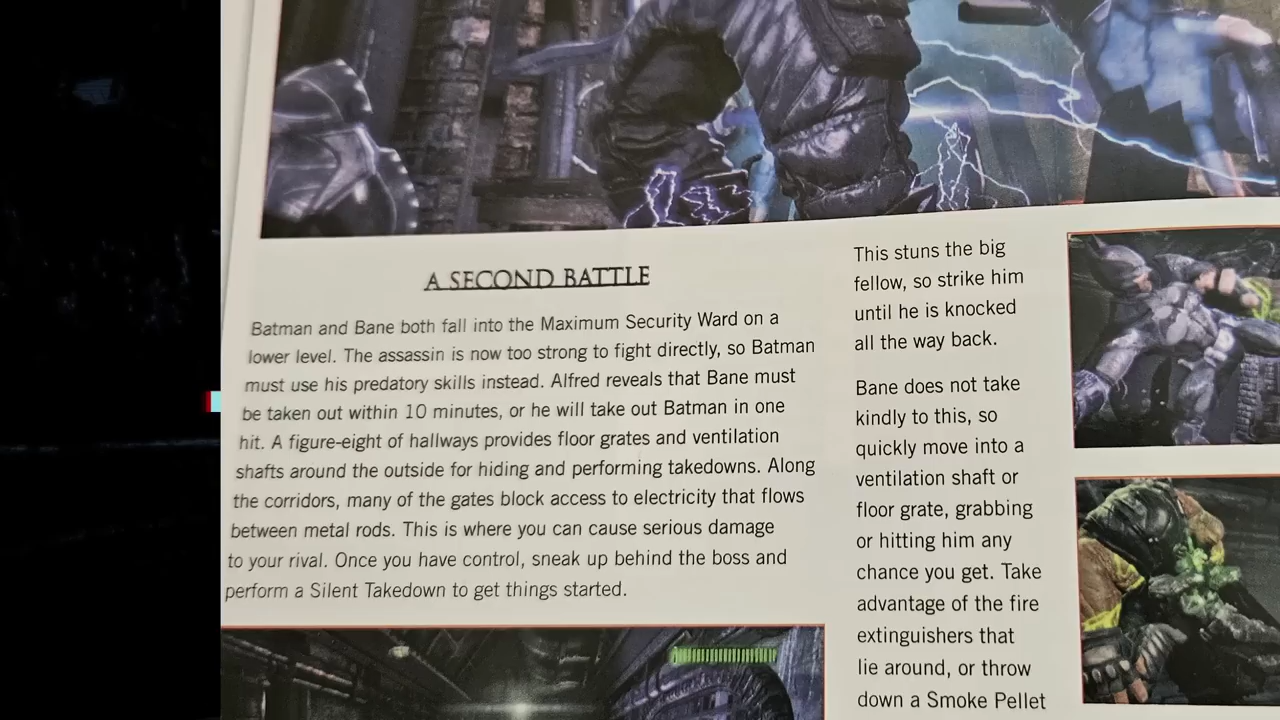 A SECOND BATTLE
Batman and Bane both fall into the Maximum Security Ward on a
lower level. The assassin is now too strong to fight directly, so Batman
must use his predatory skills instead. Alfred reveals that Bane must
be taken out within 10 minutes, or he will take out Batman in one
hit. A figure-eight of hallways provides floor grates and ventilation
shafts around the outside for hiding and performing takedowns. Along
the corridors, many of the gates block access to electricity that flows
between metal rods. This is where you can cause serious damage
to your rival. Once you have control, sneak up behind the boss and
perform a Silent Takedown to get things started.
This stuns the big
fellow, so strike him
until he is knocked
all the way back.
Bane does not take
kindly to this, so
quickly move into a
ventilation shaft or
floor grate, grabbing
or hitting him any
chance you get. Take
advantage of the fire
extinguishers that
lie around, or throw
down a Smoke Pellet